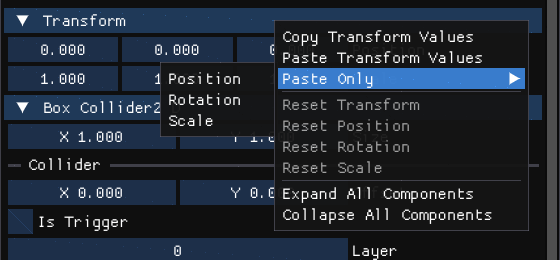 Transform
0.000 0.000
1.000 1
Box Collider2
X 1.000 Y 1.0
Collider
X 0.000 Y 0.0
Is Trigger
0 Layer
Position
Rotation
Scale
Copy Transform Values
Paste Transform Values
Paste Only
Reset Transform
Reset Position
Reset Rotation
Reset Scale
Expand All Components
Collapse All Components